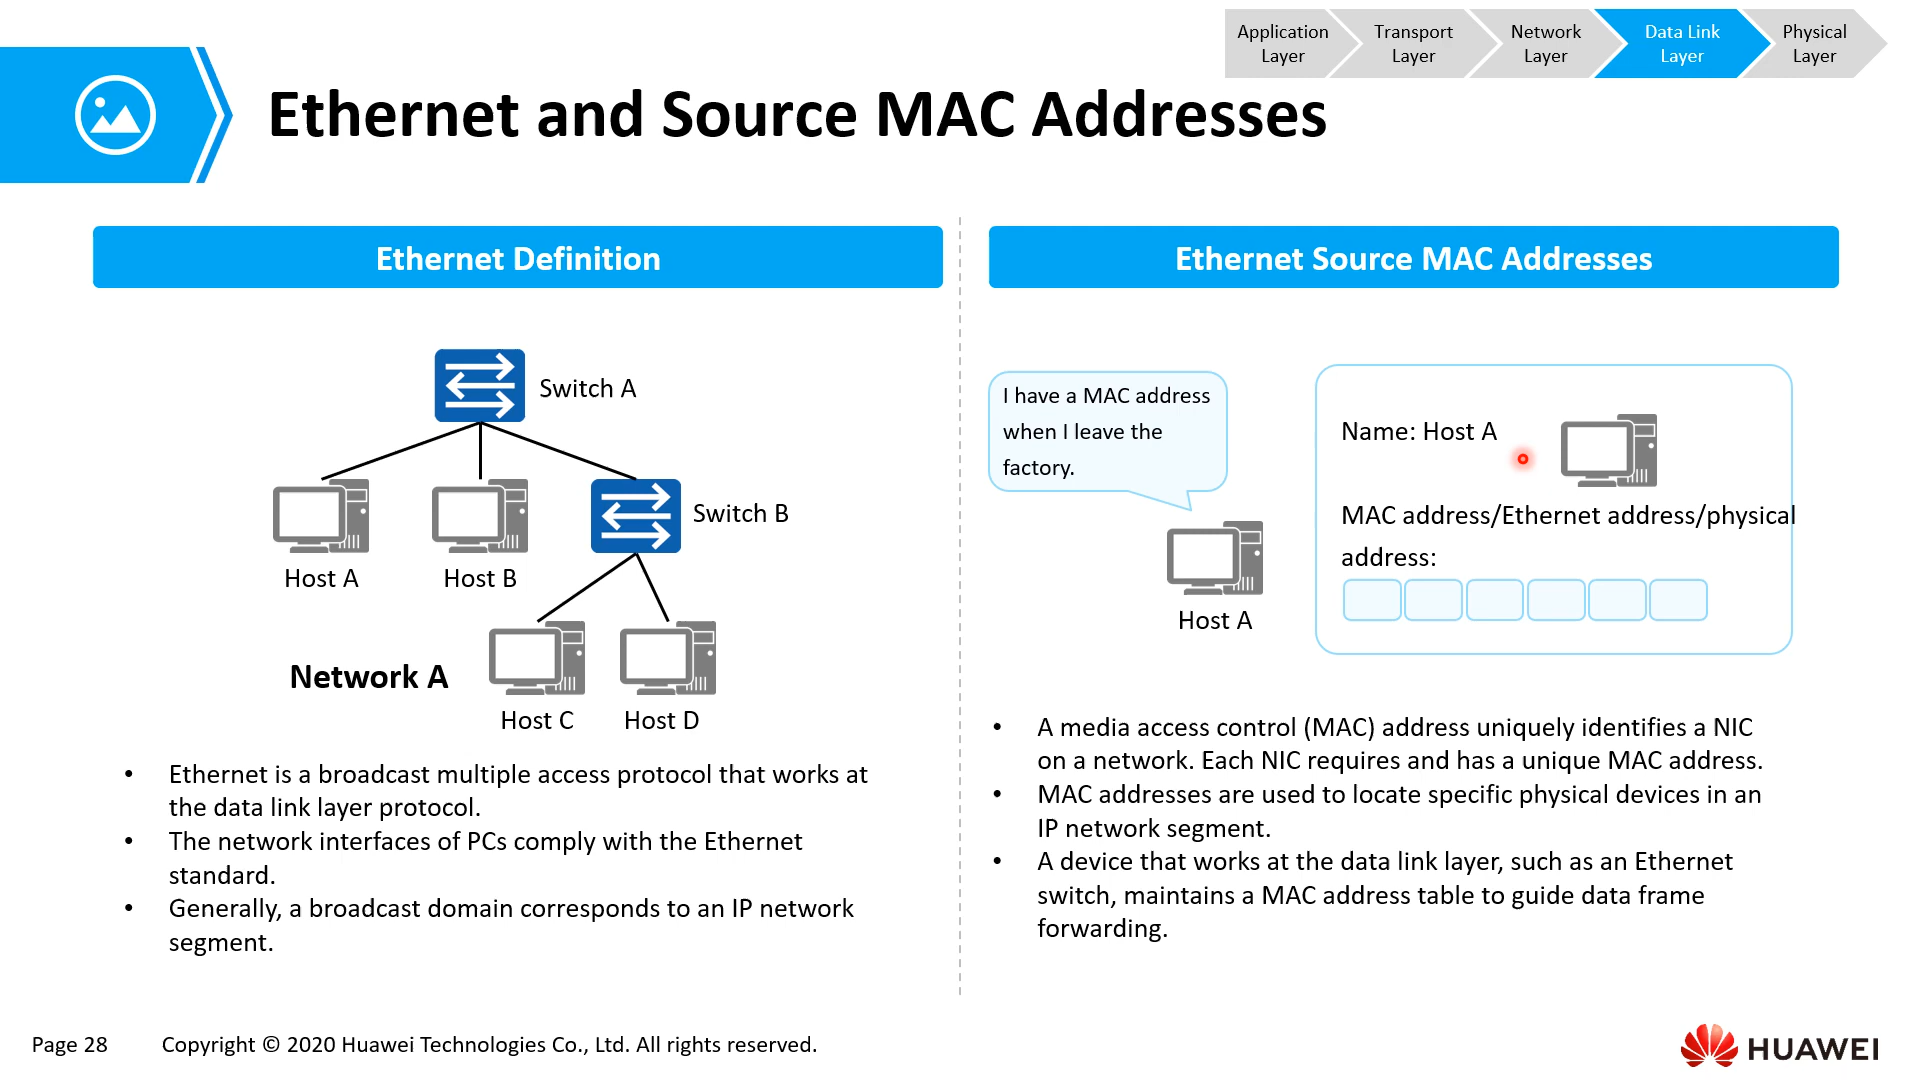 Application
Layer
Transport
Layer
Network
Layer
Data Link
Layer
Physical
Layer
Ethernet and Source MAC Addresses
Ethernet Definition
Switch A
Switch B
Host A
Host B
Network A
Host C
Host D
• Ethernet is a broadcast multiple access protocol that works at
the data link layer protocol.
• The network interfaces of PCs comply with the Ethernet
standard.
• Generally, a broadcast domain corresponds to an IP network
segment.
Ethernet Source MAC Addresses
I have a MAC address
when I leave the
factory.
Host A
Name: Host A
MAC address/Ethernet address/physical
address:
• A media access control (MAC) address uniquely identifies a NIC
on a network. Each NIC requires and has a unique MAC address.
• MAC addresses are used to locate specific physical devices in an
IP network segment.
• A device that works at the data link layer, such as an Ethernet
switch, maintains a MAC address table to guide data frame
forwarding.
Page 28
Copyright © 2020 Huawei Technologies Co., Ltd. All rights reserved.
HUAWEI